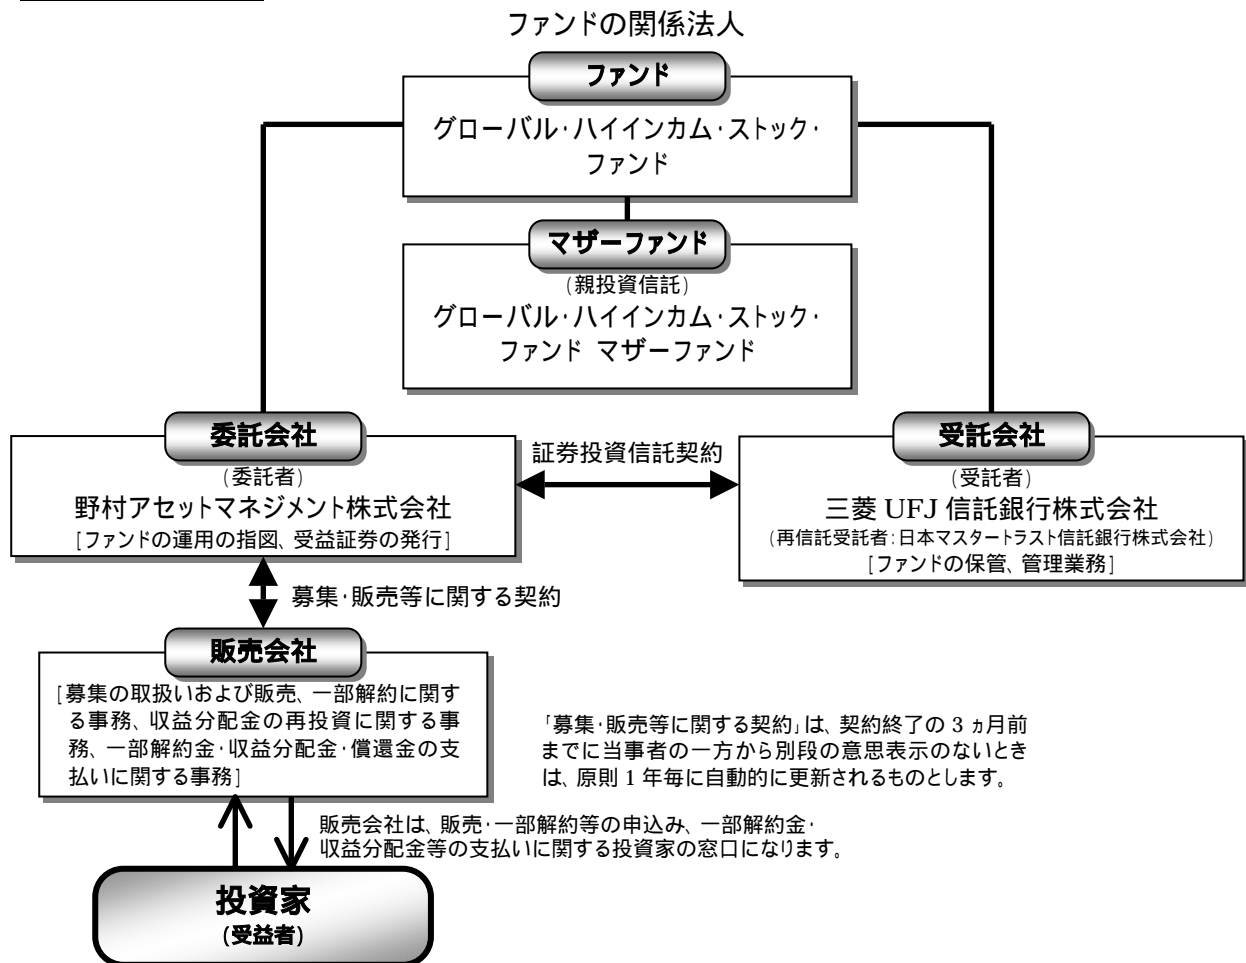 ファンドの関係法人
ファンド
グローバル・ハイインカム・ストック・
ファンド
マザーファンド
(親投資信託)
グローバル・ハイインカム・ストック・
ファンド マザーファンド
委託会社
(委託者)
野村アセットマネジメント株式会社
[ファンドの運用の指図、受益証券の発行]
証券投資信託契約
受託会社
(受託者)
三菱 UFJ 信託銀行株式会社
(再信託受託者:日本マスタートラスト信託銀行株式会社)
[ファンドの保管、管理業務]
募集・販売等に関する契約
販売会社
[募集の取扱いおよび販売、一部解約に関す
る事務、収益分配金の再投資に関する事
務、一部解約金・収益分配金・償還金の支
払いに関する事務]
「募集・販売等に関する契約」は、契約終了の 3 ヵ月前
までに当事者の一方から別段の意思表示のないとき
は、原則 1 年毎に自動的に更新されるものとします。
販売会社は、販売・一部解約等の申込み、一部解約金・
収益分配金等の支払いに関する投資家の窓口になります。
投資家
(受益者)